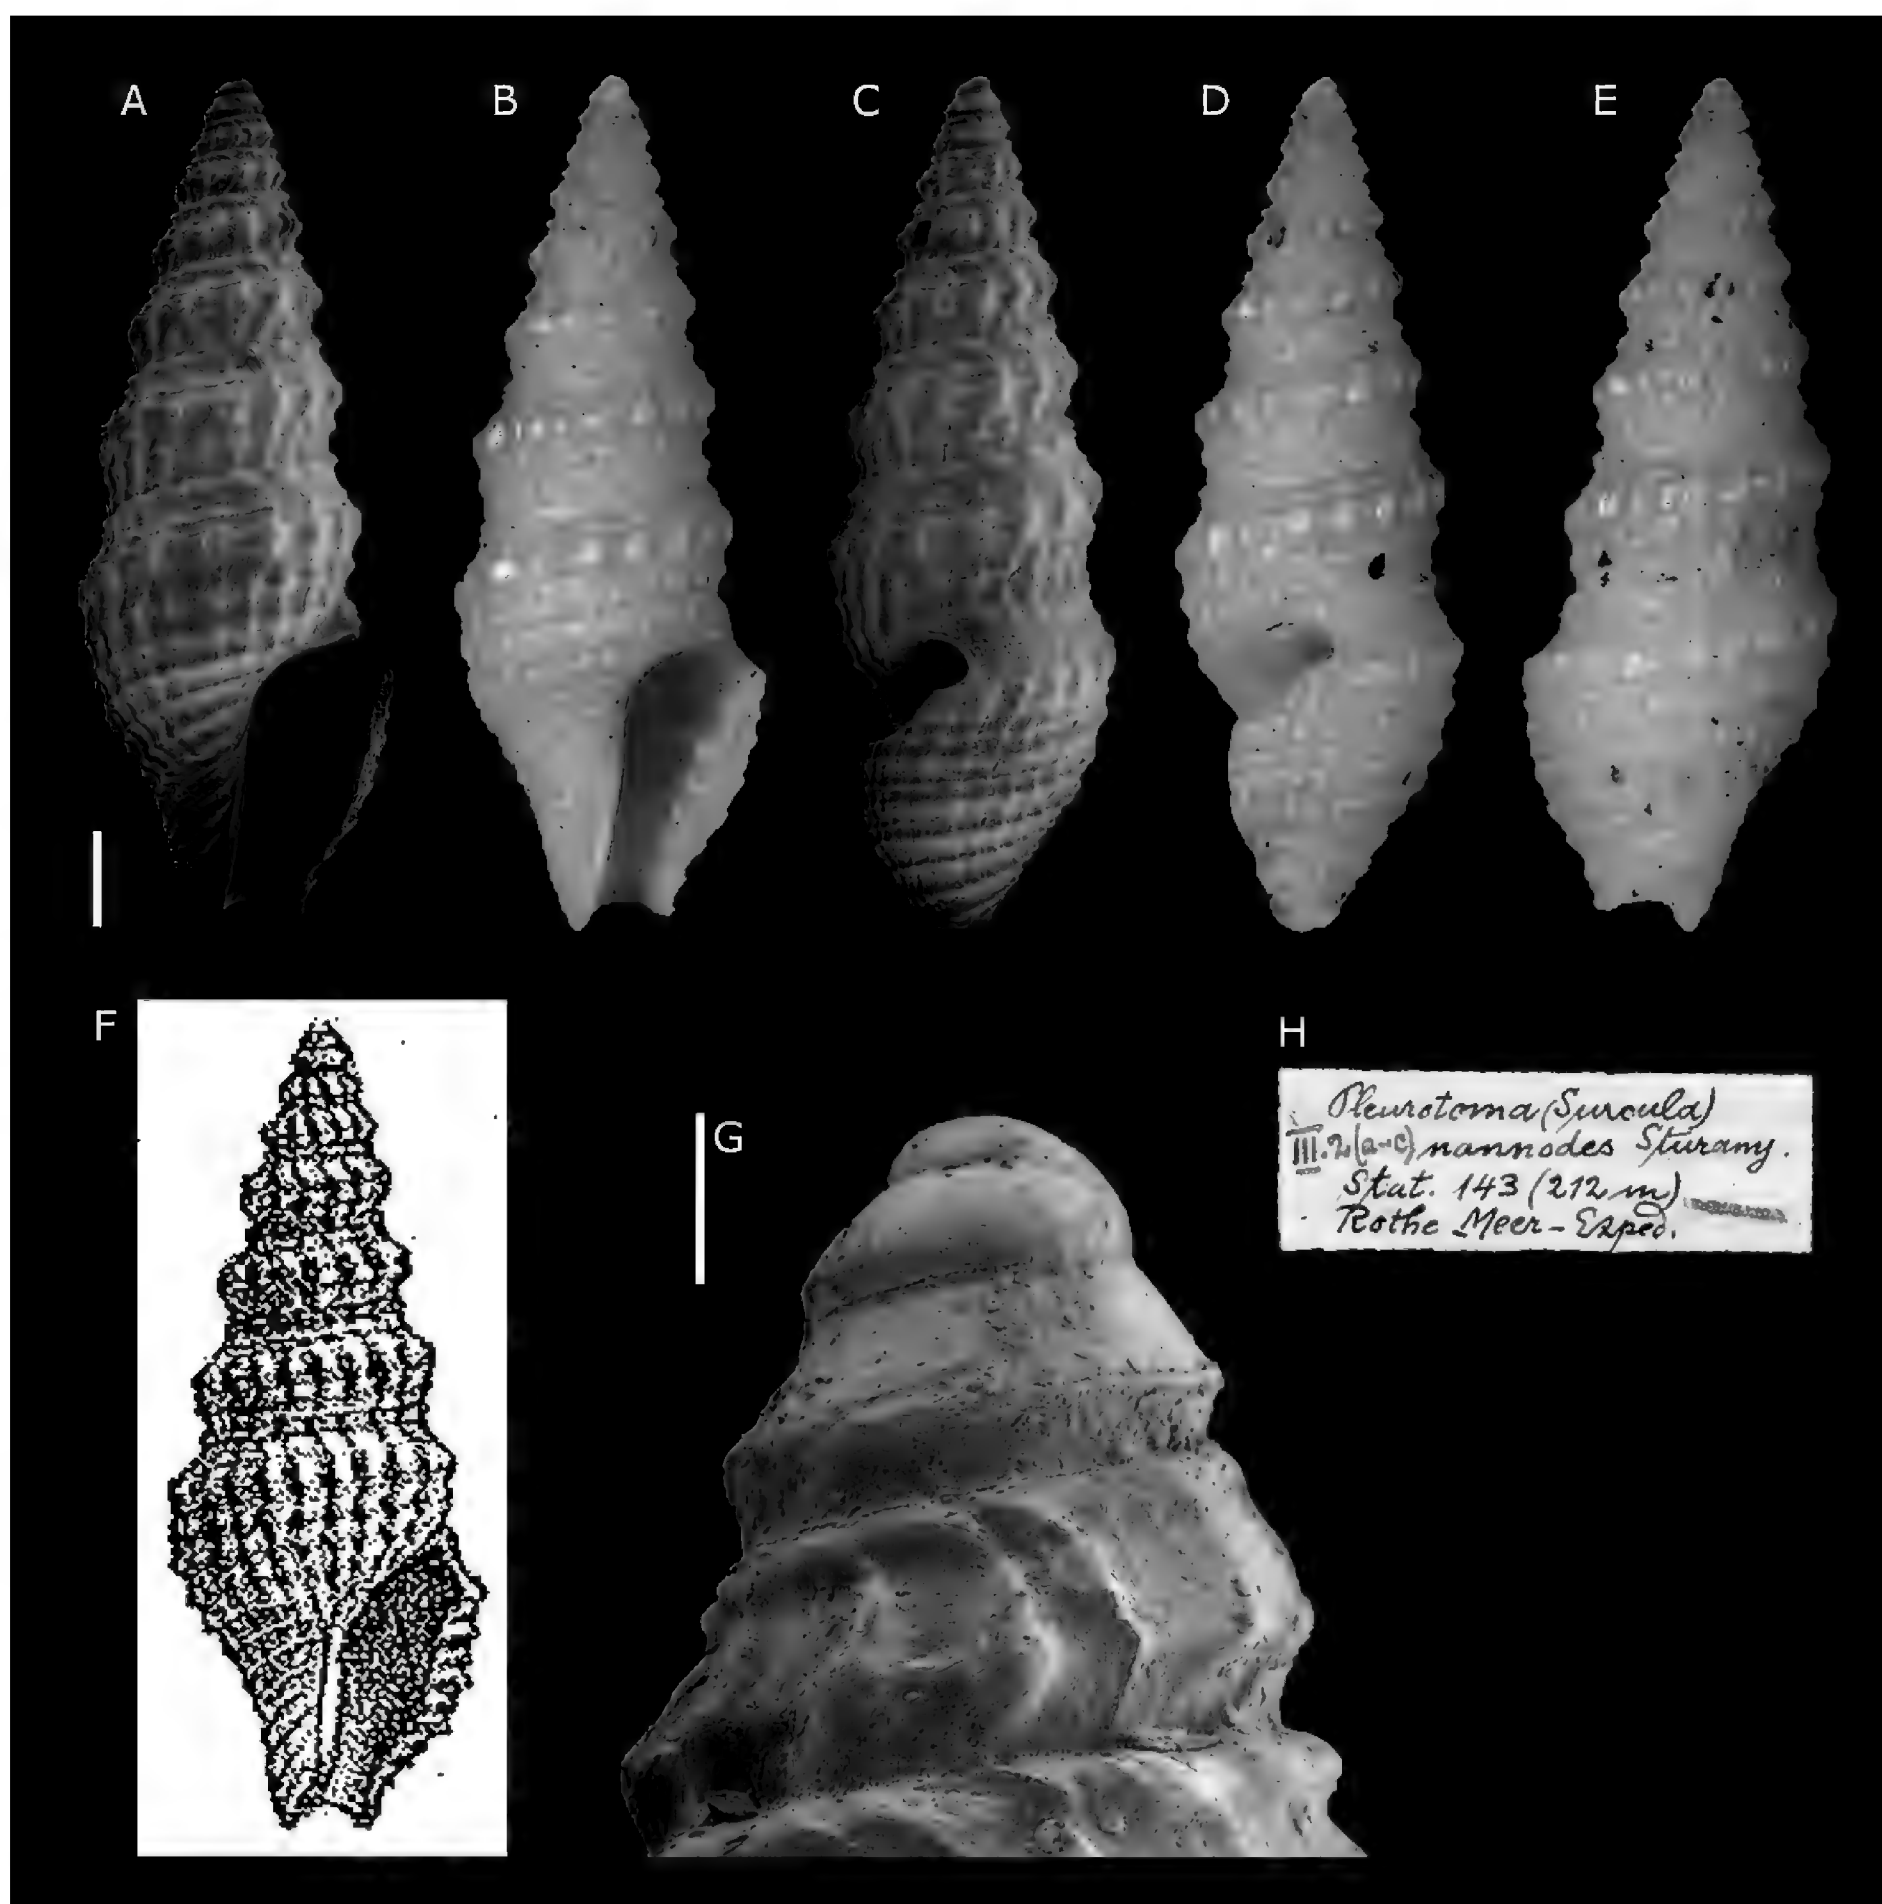 A B C D E
F
G
H
Pleurotoma (Surcula)
III. 2 (a-c) nannodes Sturany.
Stat. 143 (212 m)
Rothe Meer-Exped.